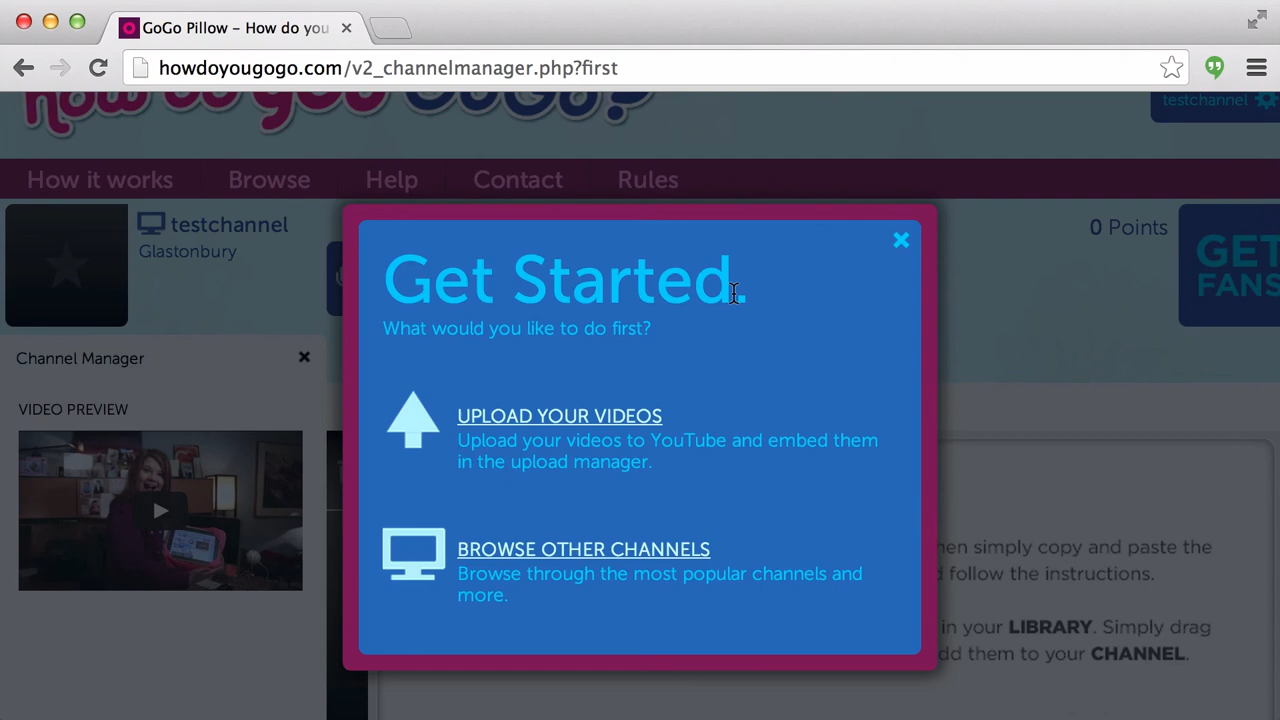 GoGo Pillow – How do you
howdoyougogo.com/v2_channelmanager.php?first
how do you GoGo?
testchannel
How it works Browse Help Contact Rules
testchannel
Glastonbury
0 Points
GET
FANS
Get Started.
What would you like to do first?
Channel Manager
VIDEO PREVIEW
UPLOAD YOUR VIDEOS
Upload your videos to YouTube and embed them
in the upload manager.
BROWSE OTHER CHANNELS
Browse through the most popular channels and
more.
hen simply copy and paste the
d follow the instructions.
in your LIBRARY. Simply drag
dd them to your CHANNEL.